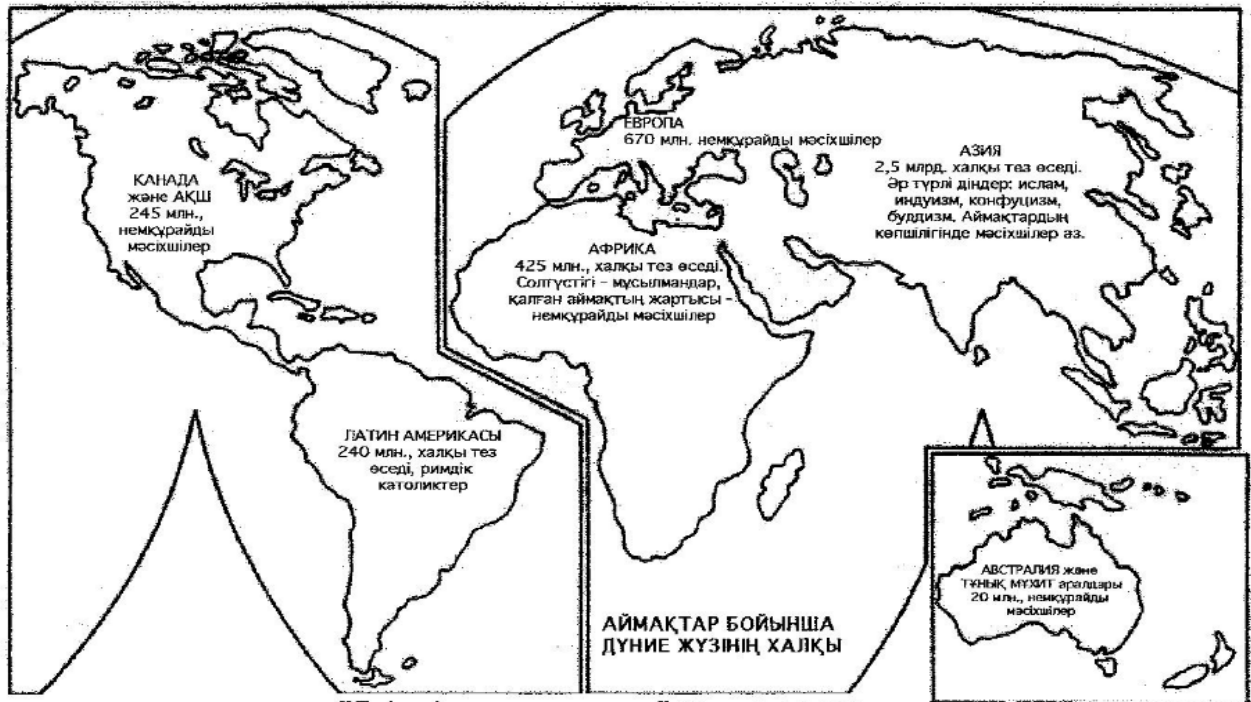 КАНАДА
және АҚШ
245 млн.,
немқұрайды
мәсіхшілер
ЕВРОПА
670 млн. немқұрайды мәсіхшілер
АЗИЯ
2,5 млрд. халқы тез өседі.
Әр түрлі діндер: ислам,
индуизм, конфуцизм,
буддизм. Аймақтардың
көпшілігінде мәсіхшілер аз.
АФРИКА
425 млн., халқы тез өседі.
Солтүстігі – мұсылмандар,
қалған аймақтың жартысы -
немқұрайды мәсіхшілер
ЛАТИН АМЕРИКАСЫ
240 млн., халқы тез
өседі, римдік
католиктер
АВСТРАЛИЯ және
ТЫНЫҚ МҰХИТ аралдары
20 млн., немқұрайды
мәсіхшілер
АЙМАҚТАР БОЙЫНША
ДҮНИЕ ЖҮЗІНІҢ ХАЛҚЫ